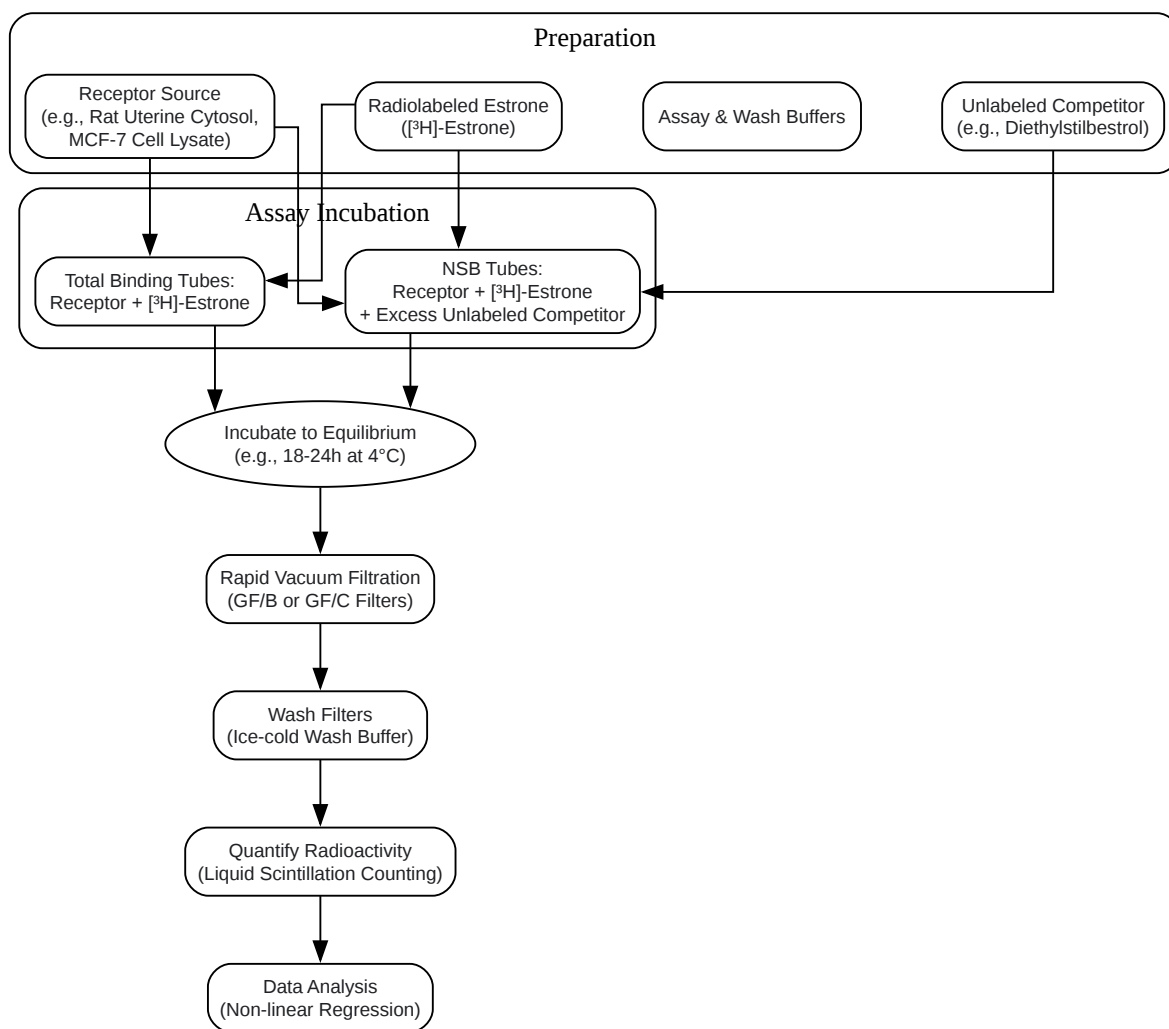 Preparation
Receptor Source
(e.g., Rat Uterine Cytosol,
MCF-7 Cell Lysate)
Radiolabeled Estrone
([³H]-Estrone)
Assay & Wash Buffers
Unlabeled Competitor
(e.g., Diethylstilbestrol)
Assay Incubation
Total Binding Tubes:
Receptor + [³H]-Estrone
NSB Tubes:
Receptor + [³H]-Estrone
+ Excess Unlabeled Competitor
Incubate to Equilibrium
(e.g., 18-24h at 4°C)
Rapid Vacuum Filtration
(GF/B or GF/C Filters)
Wash Filters
(Ice-cold Wash Buffer)
Quantify Radioactivity
(Liquid Scintillation Counting)
Data Analysis
(Non-linear Regression)